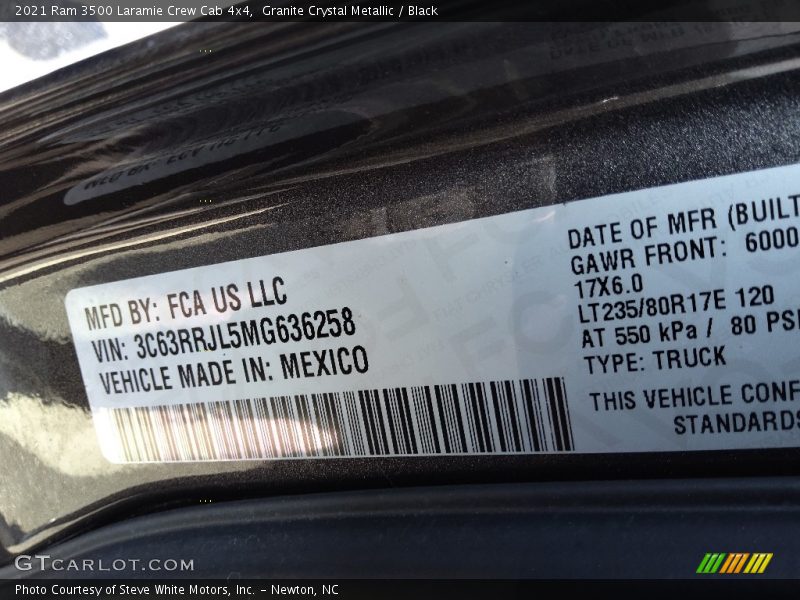 2021 Ram 3500 Laramie Crew Cab 4x4, Granite Crystal Metallic / Black
MFD BY: FCA US LLC
VIN: 3C63RRJL5MG636258
VEHICLE MADE IN: MEXICO
DATE OF MFR (BUILT
GAWR FRONT: 6000
17X6.0
LT235/80R17E 120
AT 550 kPa / 80 PSI
TYPE: TRUCK
THIS VEHICLE CONF
STANDARDS
GTCARLOT.COM
Photo Courtesy of Steve White Motors, Inc. – Newton, NC